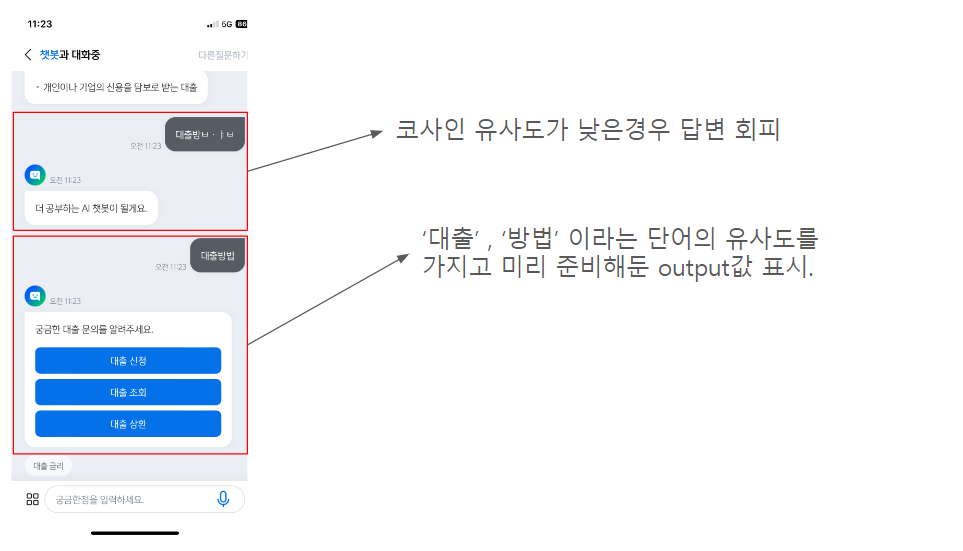 11:23
5G 86
챗봇과 대화중
다른질문하기
· 개인이나 기업의 신용을 담보로 받는 대출
대출방ㅂㆍㅏㅂ
오전 11:23
오전 11:23
더 공부하는 AI 챗봇이 될게요.
대출방법
오전 11:23
오전 11:23
궁금한 대출 문의를 알려주세요.
대출 신청
대출 조회
대출 상환
대출 금리
궁금한점을 입력하세요.
코사인 유사도가 낮은경우 답변 회피
‘대출’ , ‘방법’ 이라는 단어의 유사도를
가지고 미리 준비해둔 output값 표시.